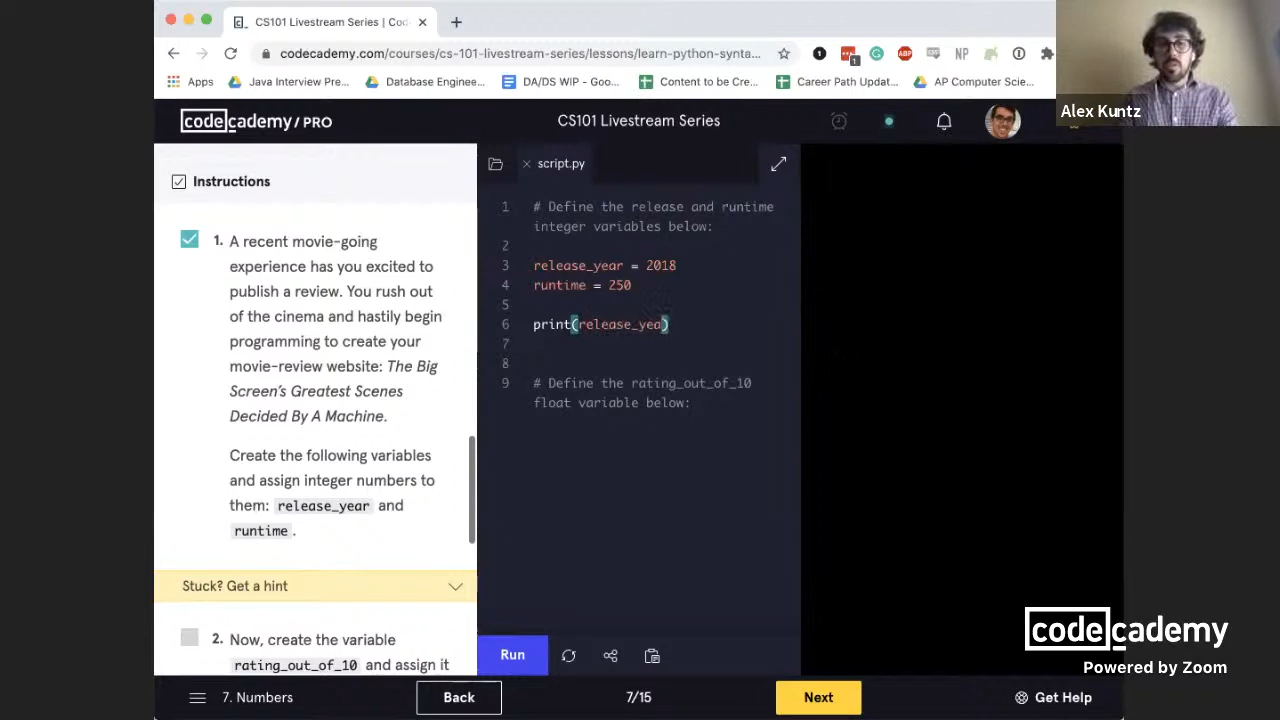 CS101 Livestream Series | Cod
codecademy.com/courses/cs-101-livestream-series/lessons/learn-python-synta...
1
ABP
NP
Apps
Java Interview Pre...
Database Enginee...
DA/DS WIP - Goo...
Content to be Cre...
Career Path Updat...
AP Computer Scie...
Alex Kuntz
codecademy / PRO
CS101 Livestream Series
Instructions
1. A recent movie-going
experience has you excited to
publish a review. You rush out
of the cinema and hastily begin
programming to create your
movie-review website: The Big
Screen's Greatest Scenes
Decided By A Machine.
Create the following variables
and assign integer numbers to
them: release_year and
runtime.
Stuck? Get a hint
2. Now, create the variable
rating_out_of_10 and assign it
script.py
1 # Define the release and runtime
integer variables below:
2
3 release_year = 2018
4 runtime = 250
5
6 print(release_yea)
7
8
9 # Define the rating_out_of_10
float variable below:
Run
7. Numbers
Back
7/15
Next
Get Help
codecademy
Powered by Zoom